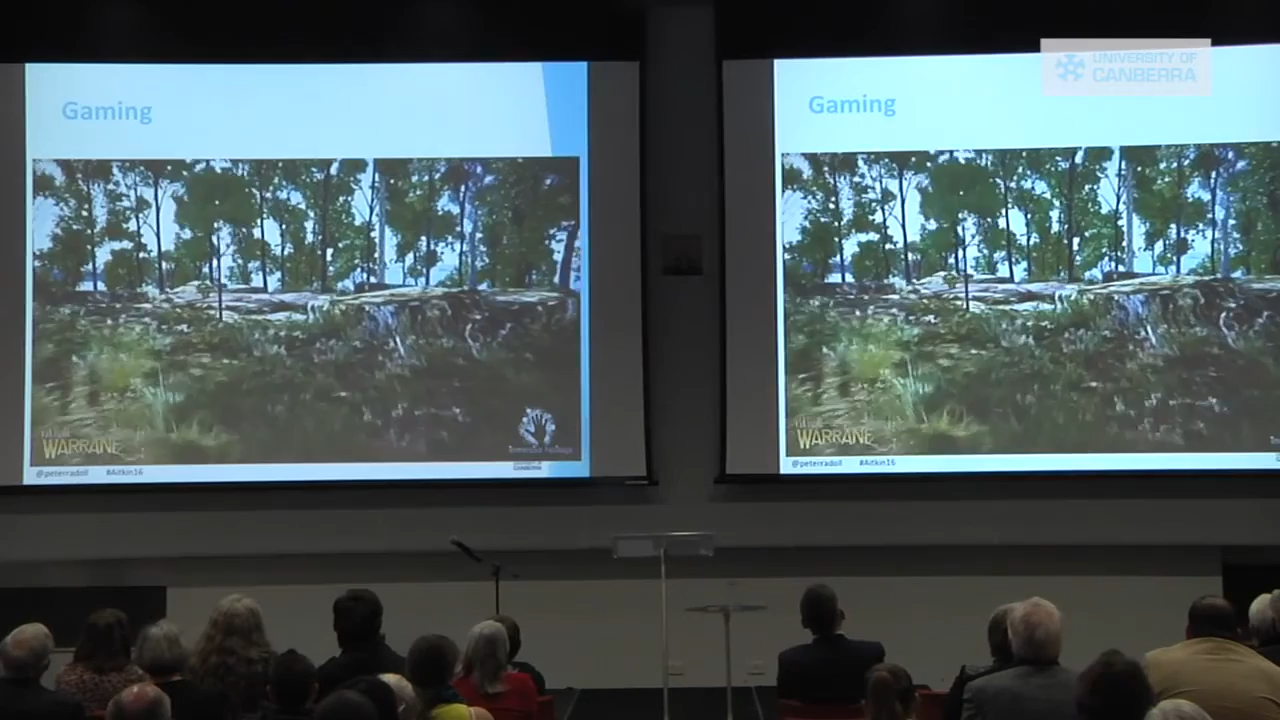 Gaming
WARRANE
@peterradoll #Aitkin16
UNIVERSITY OF
CANBERRA
Gaming
WARRANE
@peterradoll #Aitkin16